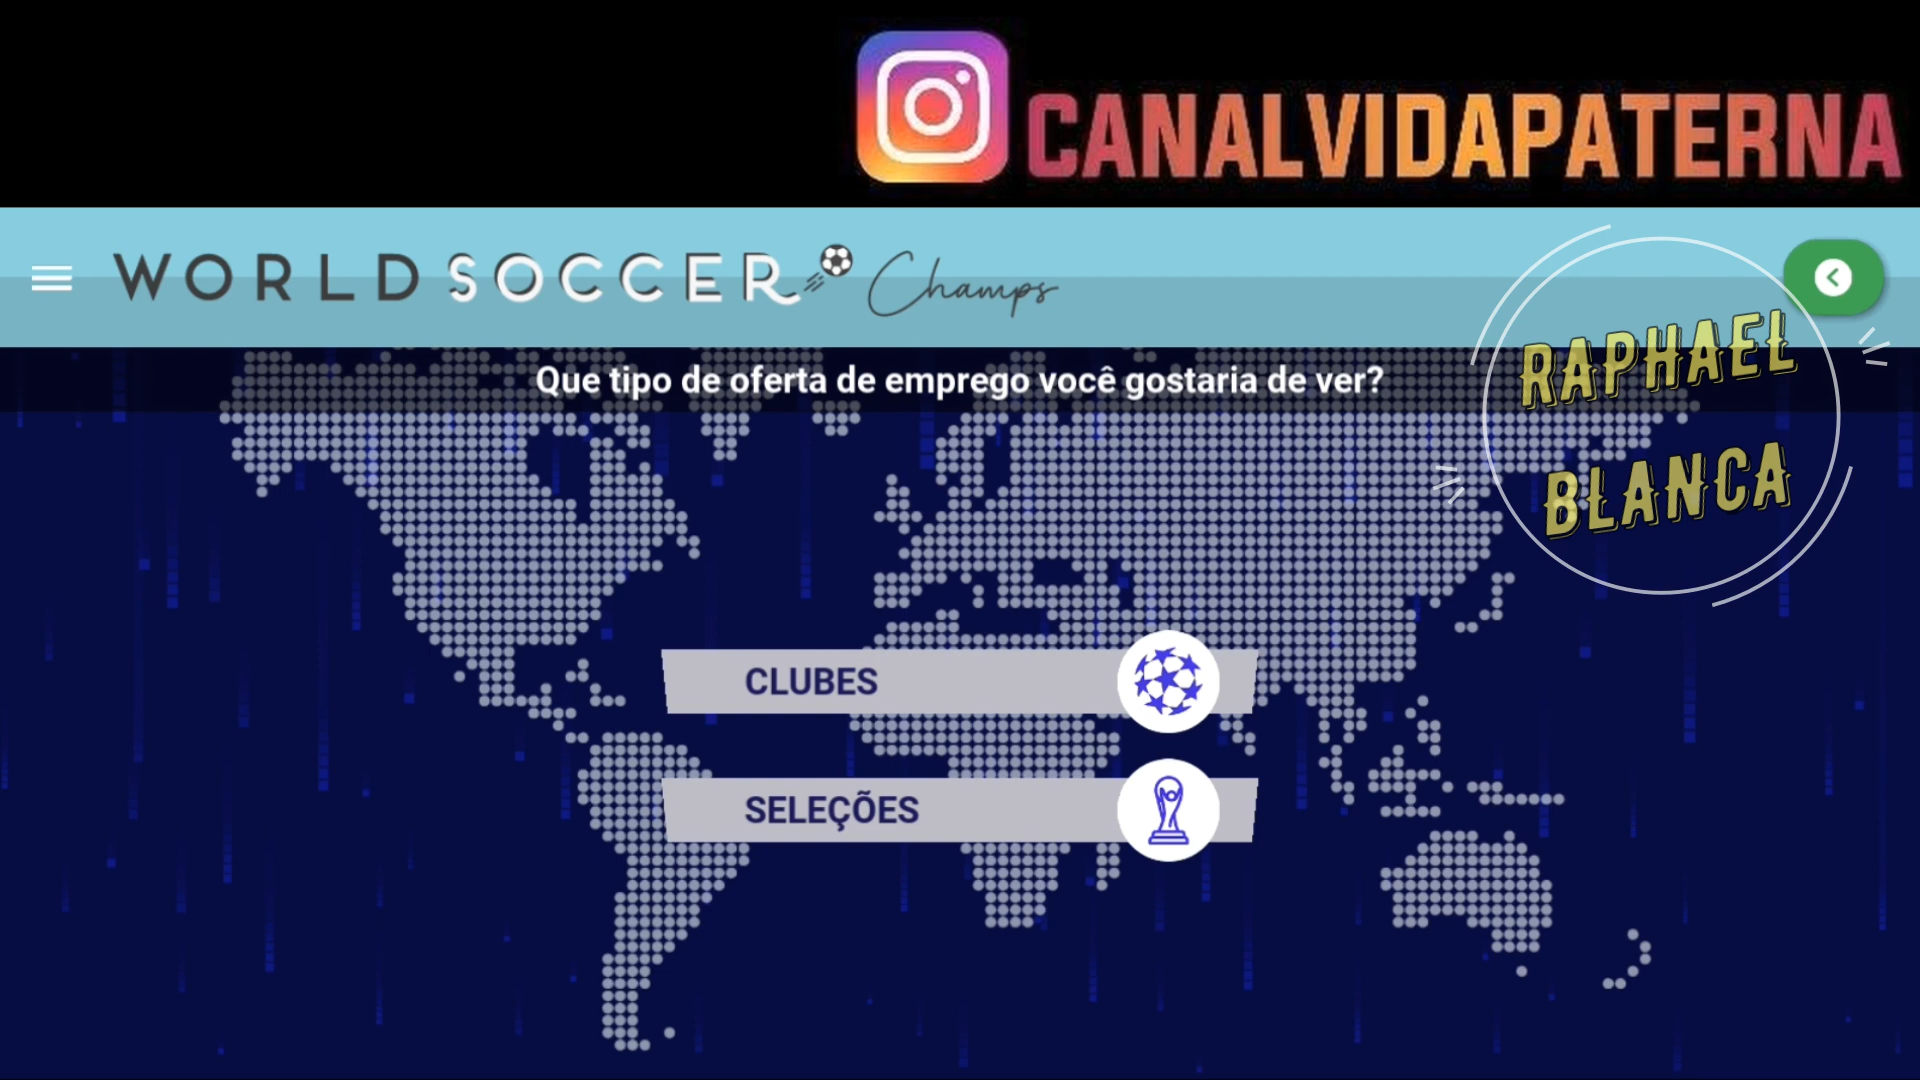 CANALVIDAPATERNA
WORLD SOCCER Champs
RAPHAEL
BLANCA
Que tipo de oferta de emprego você gostaria de ver?
CLUBES
SELEÇÕES